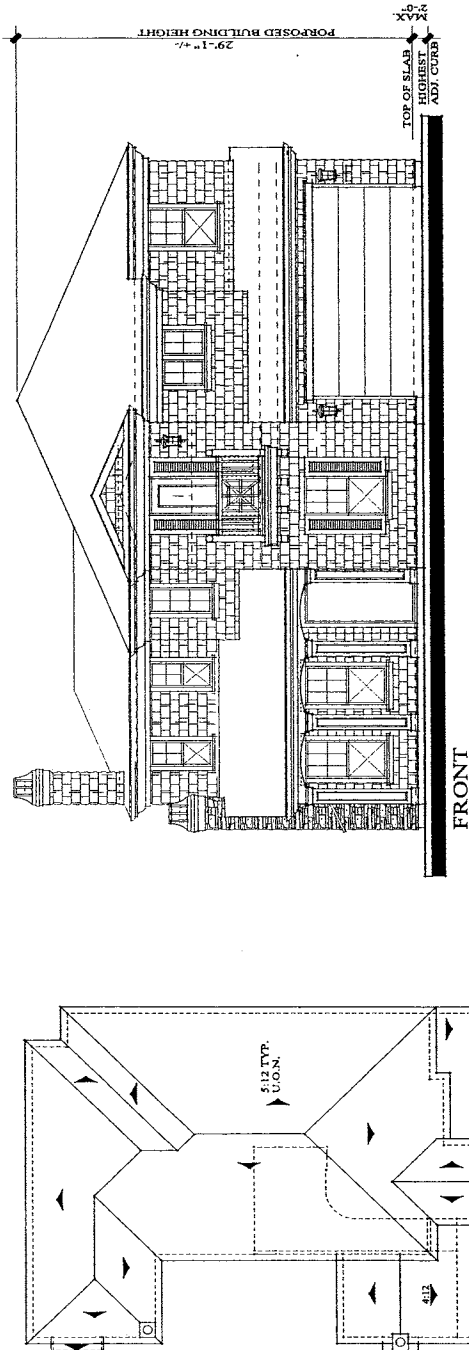 PORPOSED BUILDING HEIGHT
29'-1" +/-
MAX.
2'-0"
TOP OF SLAB
HIGHEST
ADJ. CURB
FRONT
5:12 TYP.
U.O.N.
4:12